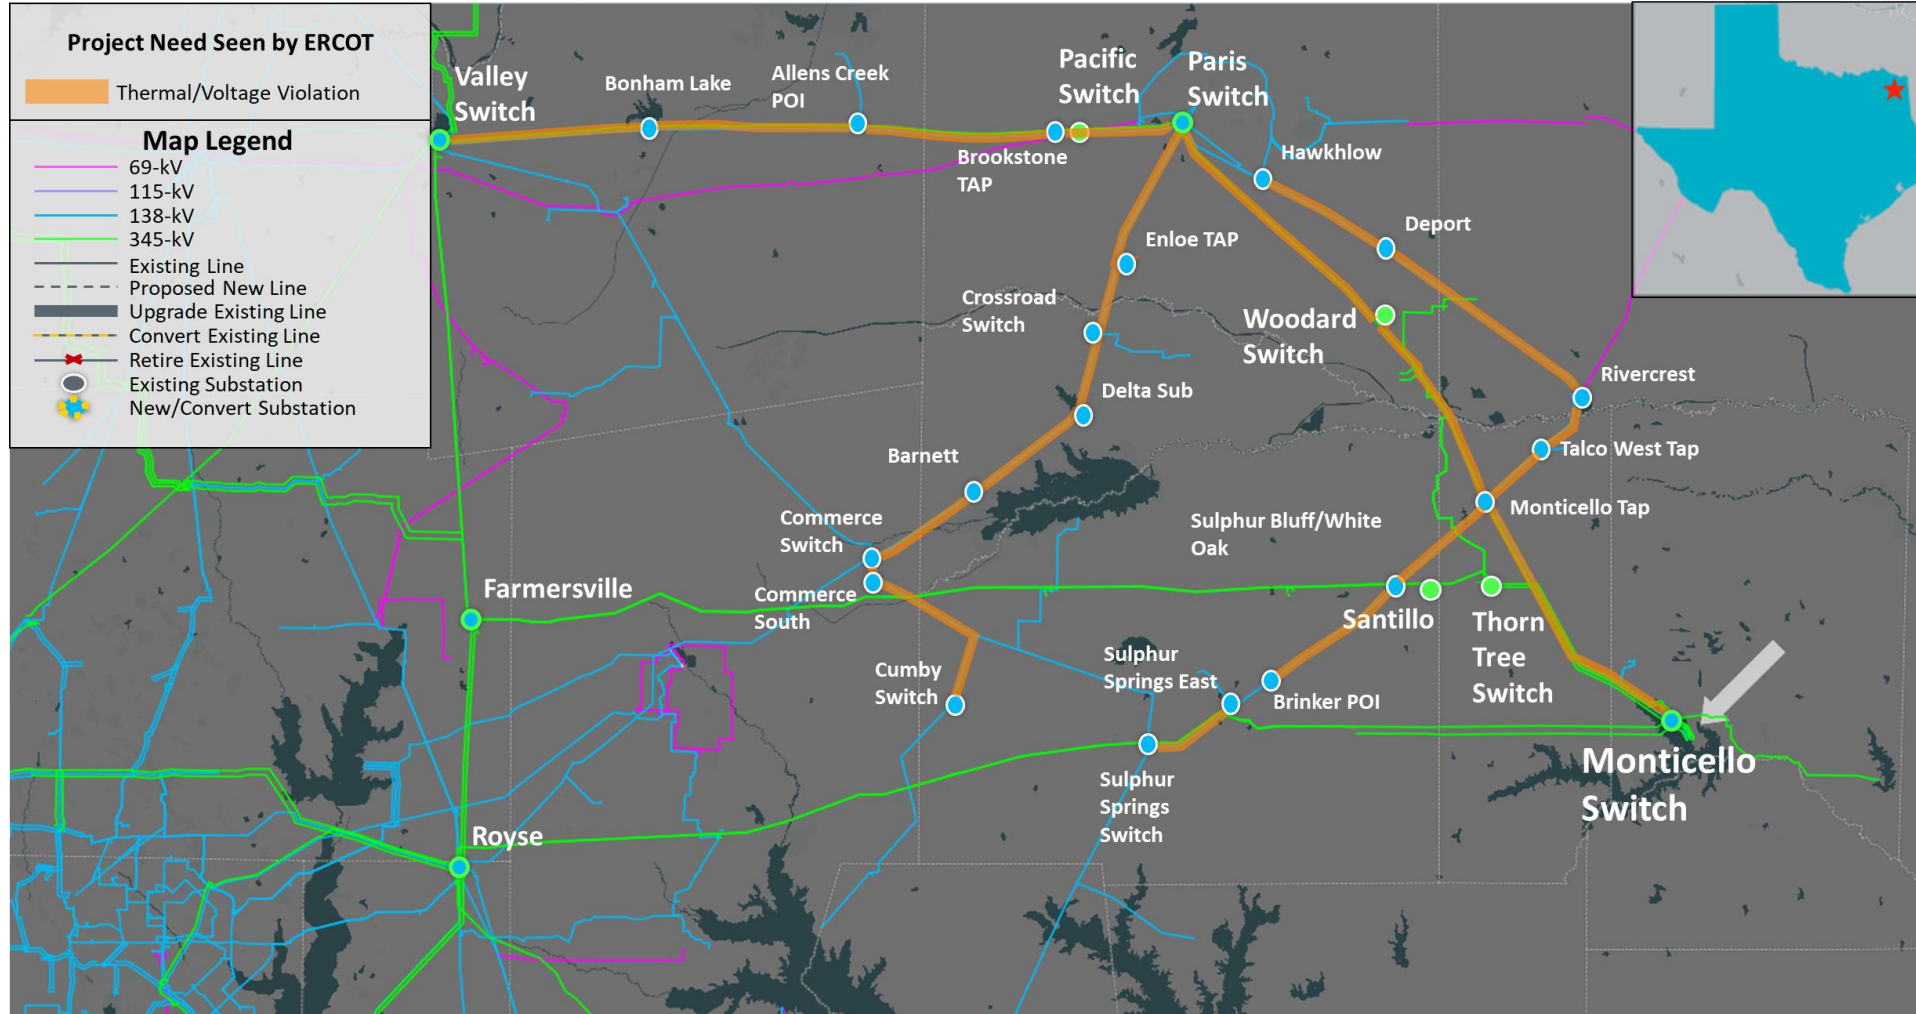 Project Need Seen by ERCOT
Thermal/Voltage Violation
Map Legend
69-kV
115-kV
138-kV
345-kV
Existing Line
Proposed New Line
Upgrade Existing Line
Convert Existing Line
Retire Existing Line
Existing Substation
New/Convert Substation
Valley
Switch
Bonham Lake
Allens Creek
POI
Pacific
Switch
Paris
Switch
Brookstone
TAP
Hawkhlow
Deport
Enloe TAP
Crossroad
Switch
Woodard
Switch
Delta Sub
Rivercrest
Barnett
Talco West Tap
Commerce
Switch
Sulphur Bluff/White
Oak
Monticello Tap
Farmersville
Commerce
South
Santillo
Thorn
Tree
Switch
Cumby
Switch
Sulphur
Springs East
Brinker POI
Sulphur
Springs
Switch
Monticello
Switch
Royse